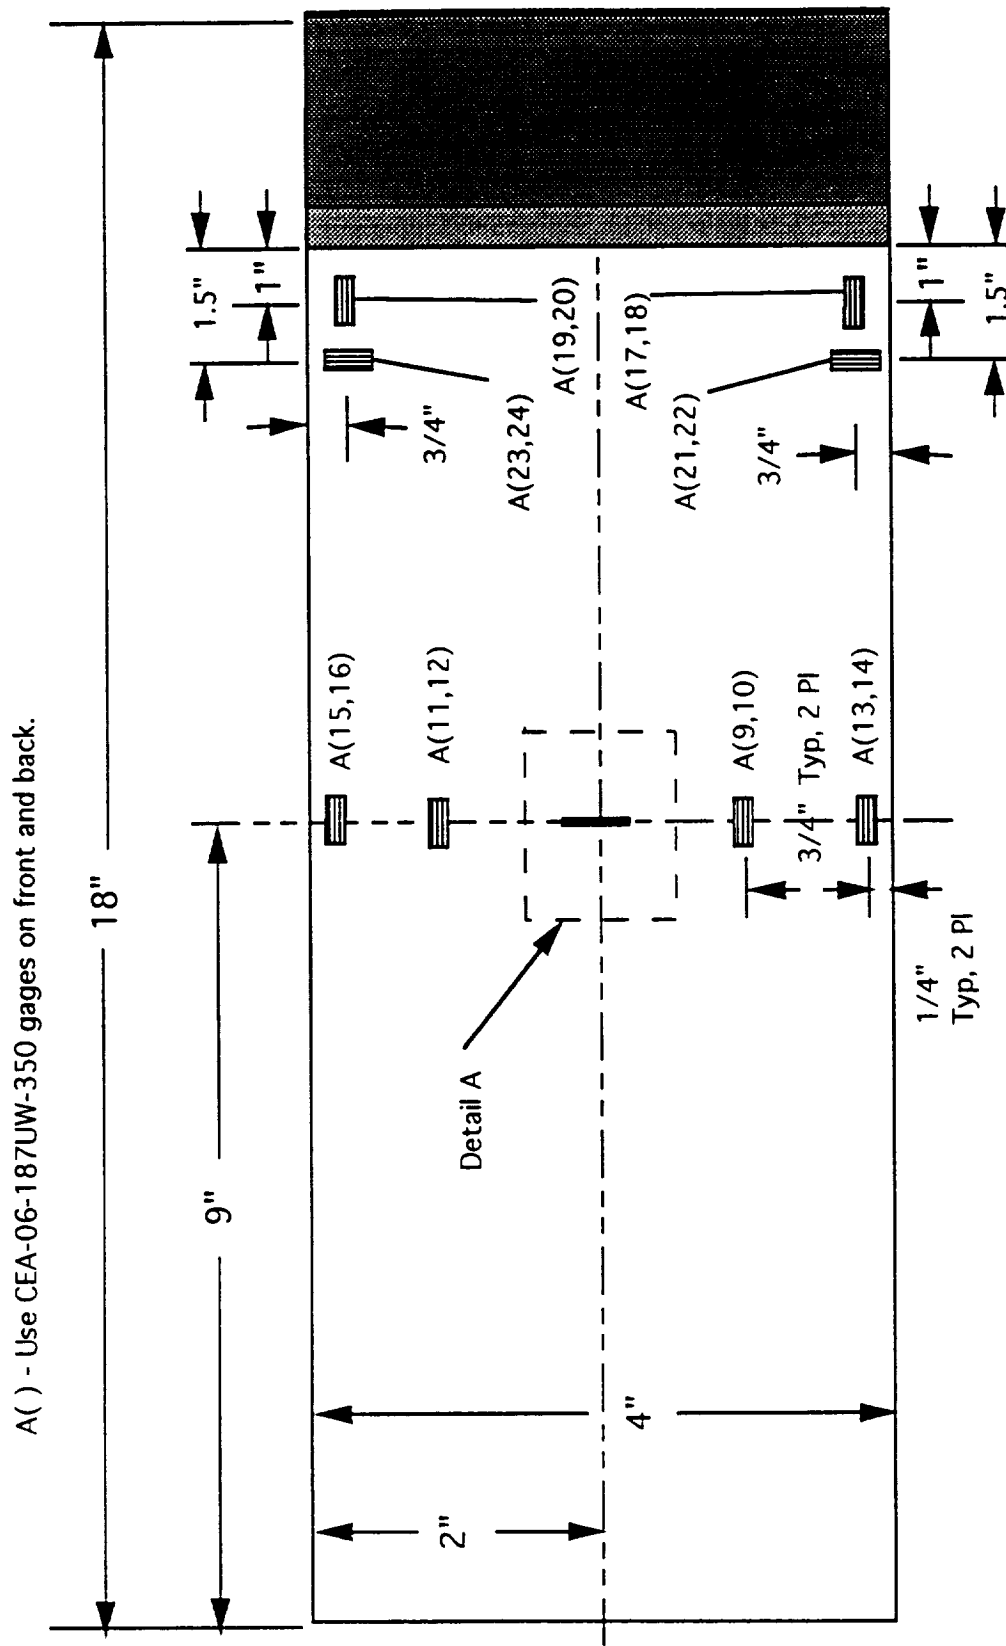 A( ) - Use CEA-06-187UW-350 gages on front and back.
18"
9"
1.5"
1"
3/4"
A(19,20)
A(23,24)
A(17,18)
A(21,22)
3/4"
1"
1.5"
A(15,16)
A(11,12)
A(9,10)
3/4" Typ, 2 Pl
A(13,14)
1/4"
Typ, 2 Pl
Detail A
2"
4"